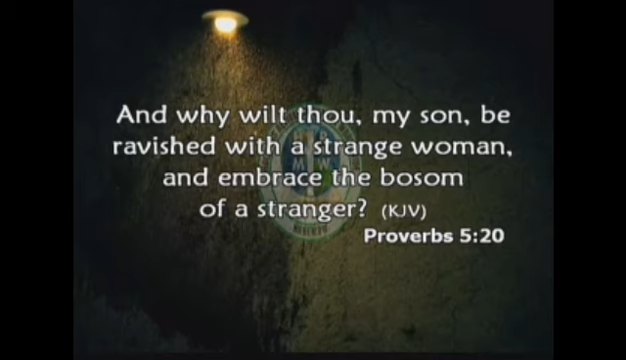 And why wilt thou, my son, be
ravished with a strange woman,
and embrace the bosom
of a stranger? (KJV)
Proverbs 5:20